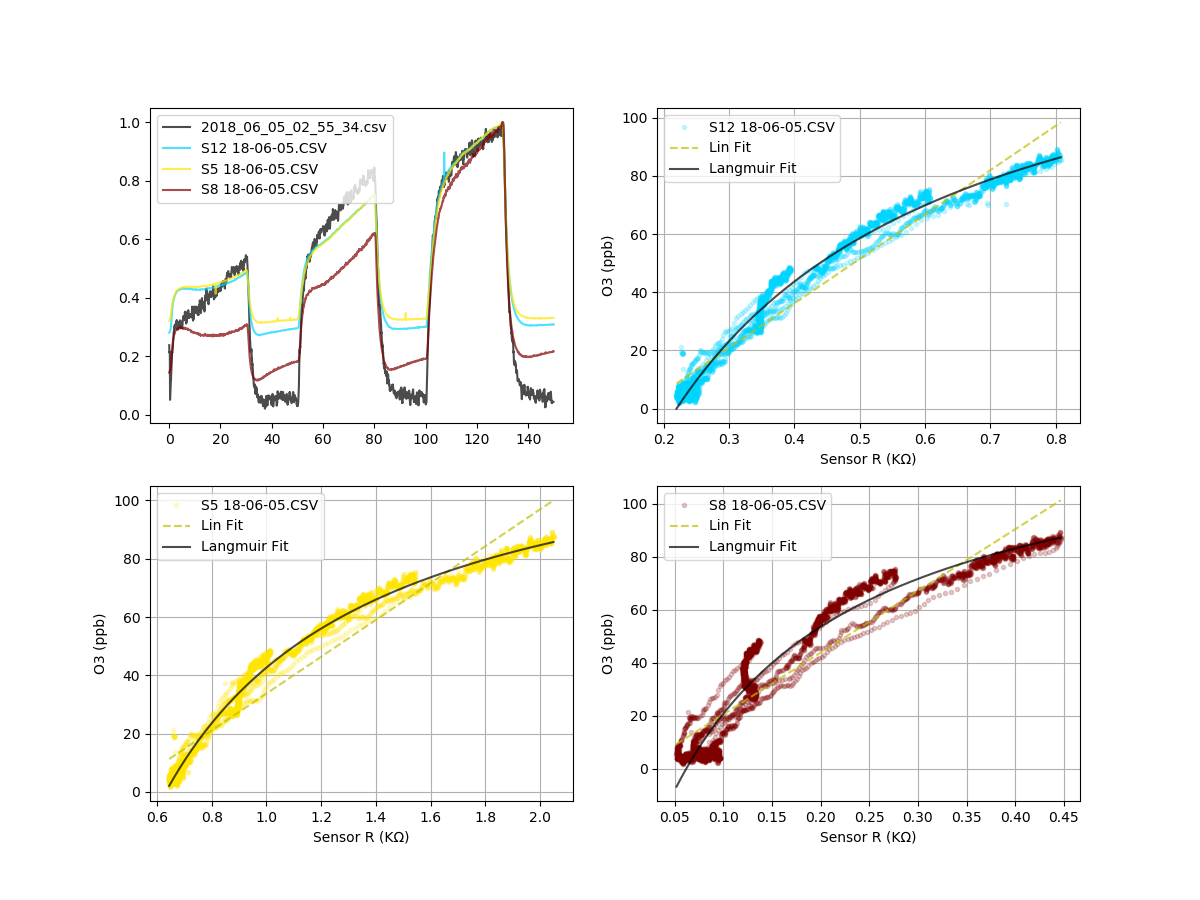 2018_06_05_02_55_34.csv
S12 18-06-05.CSV
S5 18-06-05.CSV
S8 18-06-05.CSV
1.0
0.8
0.6
0.4
0.2
0.0
0 20 40 60 80 100 120 140
S12 18-06-05.CSV
Lin Fit
Langmuir Fit
O3 (ppb)
100
80
60
40
20
0
0.2 0.3 0.4 0.5 0.6 0.7 0.8
Sensor R (KΩ)
S5 18-06-05.CSV
Lin Fit
Langmuir Fit
O3 (ppb)
100
80
60
40
20
0
0.6 0.8 1.0 1.2 1.4 1.6 1.8 2.0
Sensor R (KΩ)
S8 18-06-05.CSV
Lin Fit
Langmuir Fit
O3 (ppb)
100
80
60
40
20
0
0.05 0.10 0.15 0.20 0.25 0.30 0.35 0.40 0.45
Sensor R (KΩ)